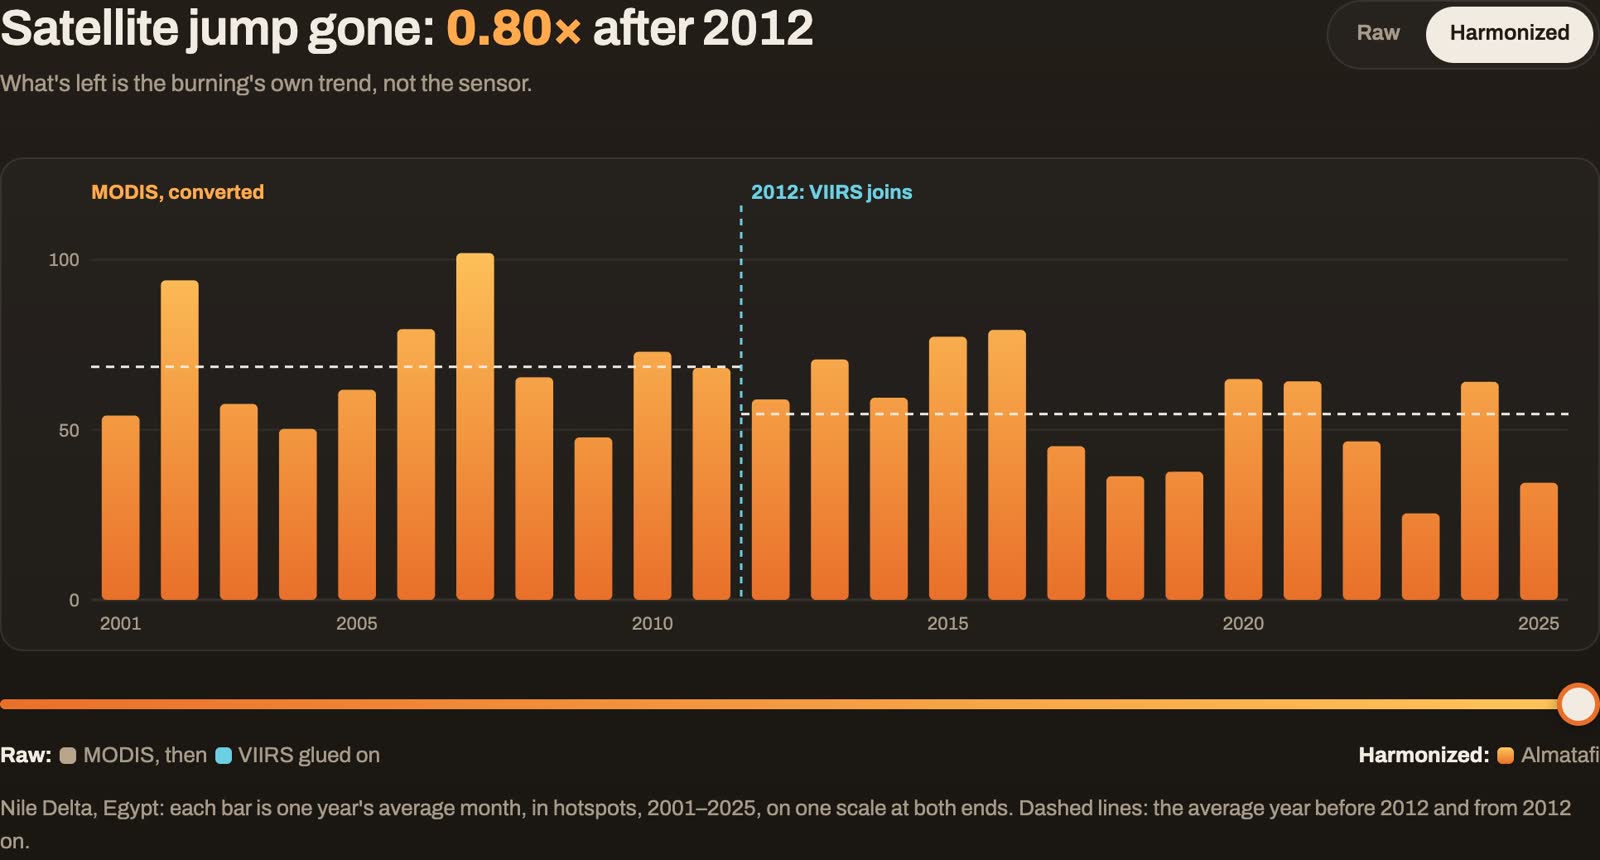 Satellite jump gone: 0.80× after 2012
Raw
Harmonized
What's left is the burning's own trend, not the sensor.
MODIS, converted
2012: VIIRS joins
100
50
0
2001
2005
2010
2015
2020
2025
Raw: MODIS, then VIIRS glued on
Harmonized: Almatafi
Nile Delta, Egypt: each bar is one year's average month, in hotspots, 2001–2025, on one scale at both ends. Dashed lines: the average year before 2012 and from 2012
on.